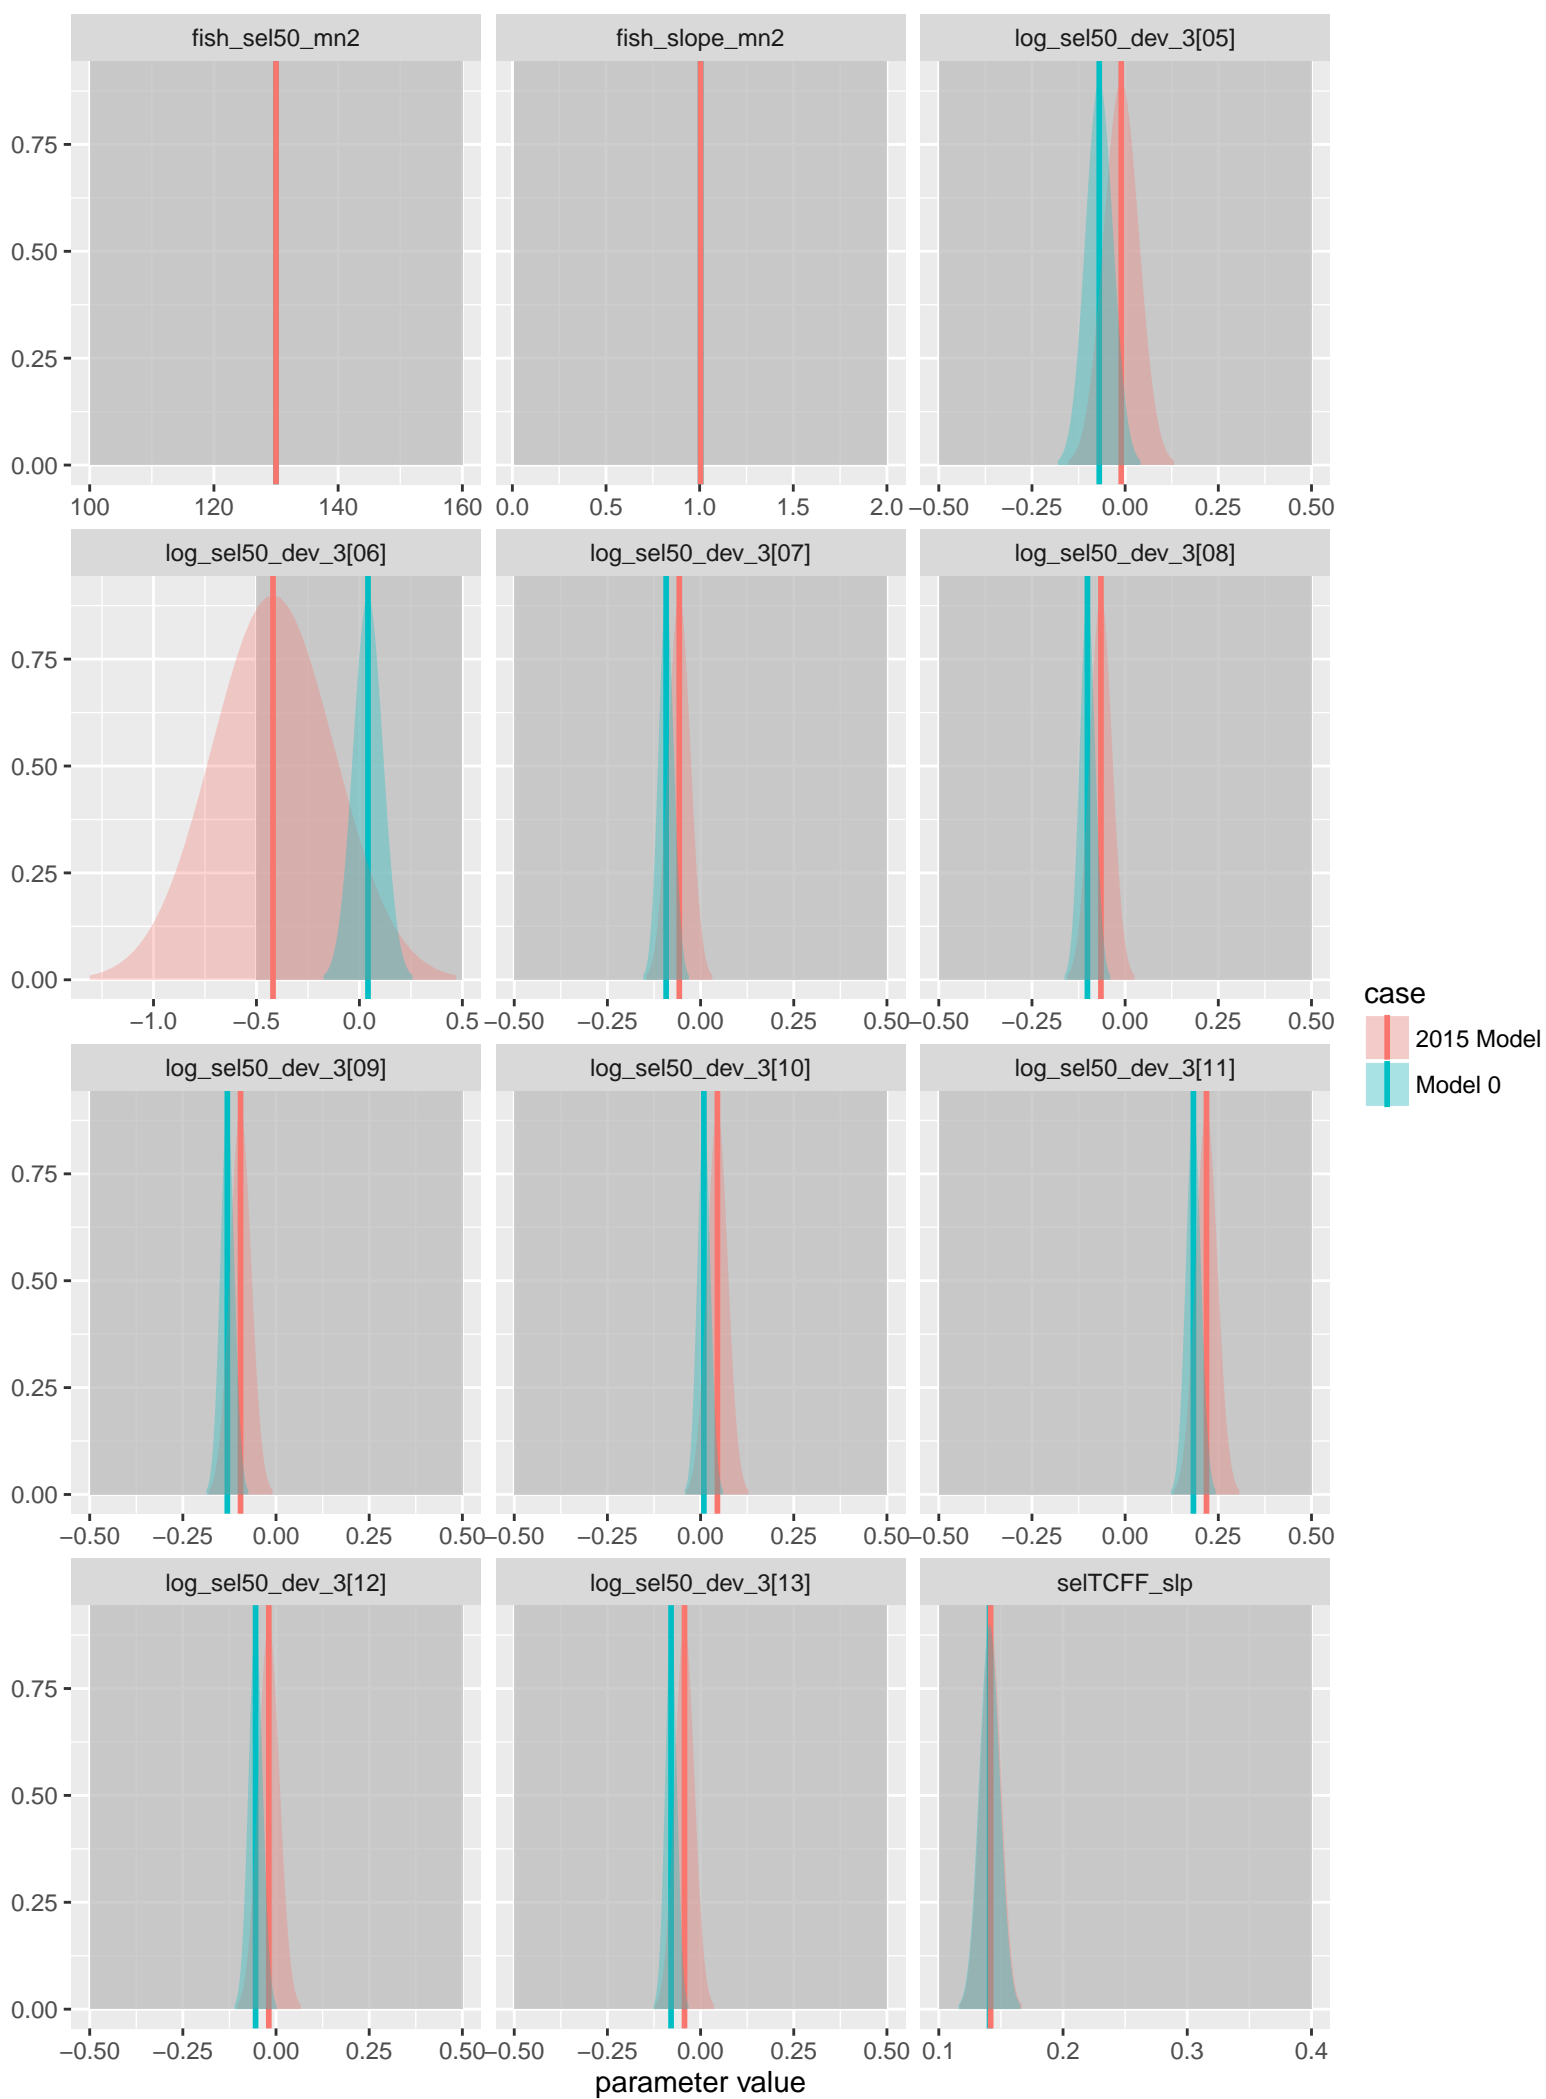 fish_sel50_mn2 fish_slope_mn2 log_sel50_dev_3[05]
0.75
0.50
0.25
0.00
100 120 140 160 0.0 0.5 1.0 1.5 2.0 −0.50 −0.25 0.00 0.25 0.50
log_sel50_dev_3[06] log_sel50_dev_3[07] log_sel50_dev_3[08]
0.75
0.50
0.25
0.00
−1.0 −0.5 0.0 0.5 −0.50 −0.25 0.00 0.25 0.50 −0.50 −0.25 0.00 0.25 0.50
case
2015 Model
Model 0
log_sel50_dev_3[09] log_sel50_dev_3[10] log_sel50_dev_3[11]
0.75
0.50
0.25
0.00
−0.50 −0.25 0.00 0.25 0.50 −0.50 −0.25 0.00 0.25 0.50 −0.50 −0.25 0.00 0.25 0.50
log_sel50_dev_3[12] log_sel50_dev_3[13] selTCFF_slp
0.75
0.50
0.25
0.00
−0.50 −0.25 0.00 0.25 0.50 −0.50 −0.25 0.00 0.25 0.50 0.1 0.2 0.3 0.4
parameter value